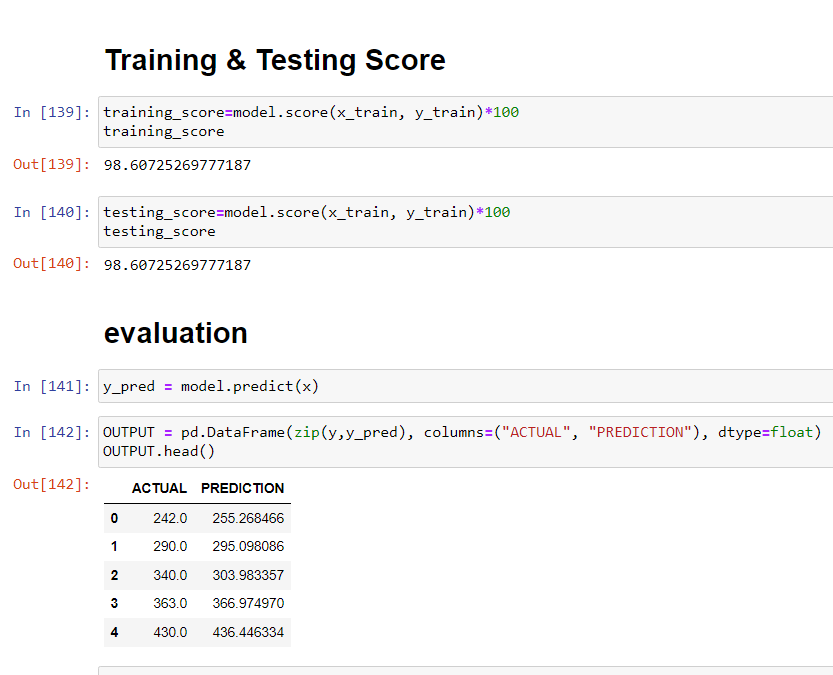 Training & Testing Score
In [139]: training_score=model.score(x_train, y_train)*100
training_score
Out[139]: 98.60725269777187
In [140]: testing_score=model.score(x_train, y_train)*100
testing_score
Out[140]: 98.60725269777187
evaluation
In [141]: y_pred = model.predict(x)
In [142]: OUTPUT = pd.DataFrame(zip(y,y_pred), columns=("ACTUAL", "PREDICTION"), dtype=float)
OUTPUT.head()
Out[142]:
ACTUAL PREDICTION
0 242.0 255.268466
1 290.0 295.098086
2 340.0 303.983357
3 363.0 366.974970
4 430.0 436.446334